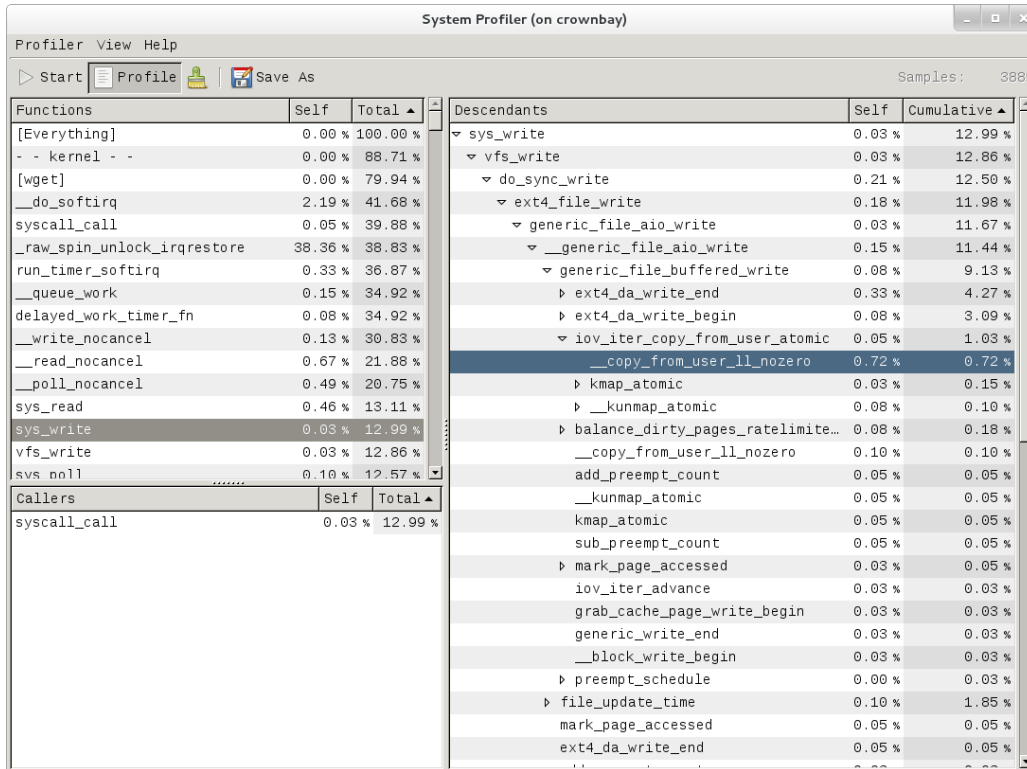 System Profiler (on crownbay)
Profiler View Help
Start Profile Save As Samples: 388
Functions Self Total
[Everything] 0.00 % 100.00 %
- - kernel - - 0.00 % 88.71 %
[wget] 0.00 % 79.94 %
__do_softirq 2.19 % 41.68 %
syscall_call 0.05 % 39.88 %
_raw_spin_unlock_irqrestore 38.36 % 38.83 %
run_timer_softirq 0.33 % 36.87 %
__queue_work 0.15 % 34.92 %
delayed_work_timer_fn 0.08 % 34.92 %
__write_nocancel 0.13 % 30.83 %
__read_nocancel 0.67 % 21.88 %
__poll_nocancel 0.49 % 20.75 %
sys_read 0.46 % 13.11 %
sys_write 0.03 % 12.99 %
vfs_write 0.03 % 12.86 %
sys_poll 0.10 % 12.57 %
Callers Self Total
syscall_call 0.03 % 12.99 %
Descendants Self Cumulative
sys_write 0.03 % 12.99 %
vfs_write 0.03 % 12.86 %
do_sync_write 0.21 % 12.50 %
ext4_file_write 0.18 % 11.98 %
generic_file_aio_write 0.03 % 11.67 %
__generic_file_aio_write 0.15 % 11.44 %
generic_file_buffered_write 0.08 % 9.13 %
ext4_da_write_end 0.33 % 4.27 %
ext4_da_write_begin 0.08 % 3.09 %
iov_iter_copy_from_user_atomic 0.05 % 1.03 %
__copy_from_user_ll_nozero 0.72 % 0.72 %
kmap_atomic 0.03 % 0.15 %
__kunmap_atomic 0.08 % 0.10 %
balance_dirty_pages_ratelimite… 0.08 % 0.18 %
__copy_from_user_ll_nozero 0.10 % 0.10 %
add_preempt_count 0.05 % 0.05 %
__kunmap_atomic 0.05 % 0.05 %
kmap_atomic 0.05 % 0.05 %
sub_preempt_count 0.05 % 0.05 %
mark_page_accessed 0.05 % 0.05 %
iov_iter_advance 0.03 % 0.03 %
grab_cache_page_write_begin 0.03 % 0.03 %
generic_write_end 0.03 % 0.03 %
__block_write_begin 0.03 % 0.03 %
preempt_schedule 0.00 % 0.03 %
file_update_time 0.10 % 1.85 %
mark_page_accessed 0.05 % 0.05 %
ext4_da_write_end 0.05 % 0.05 %